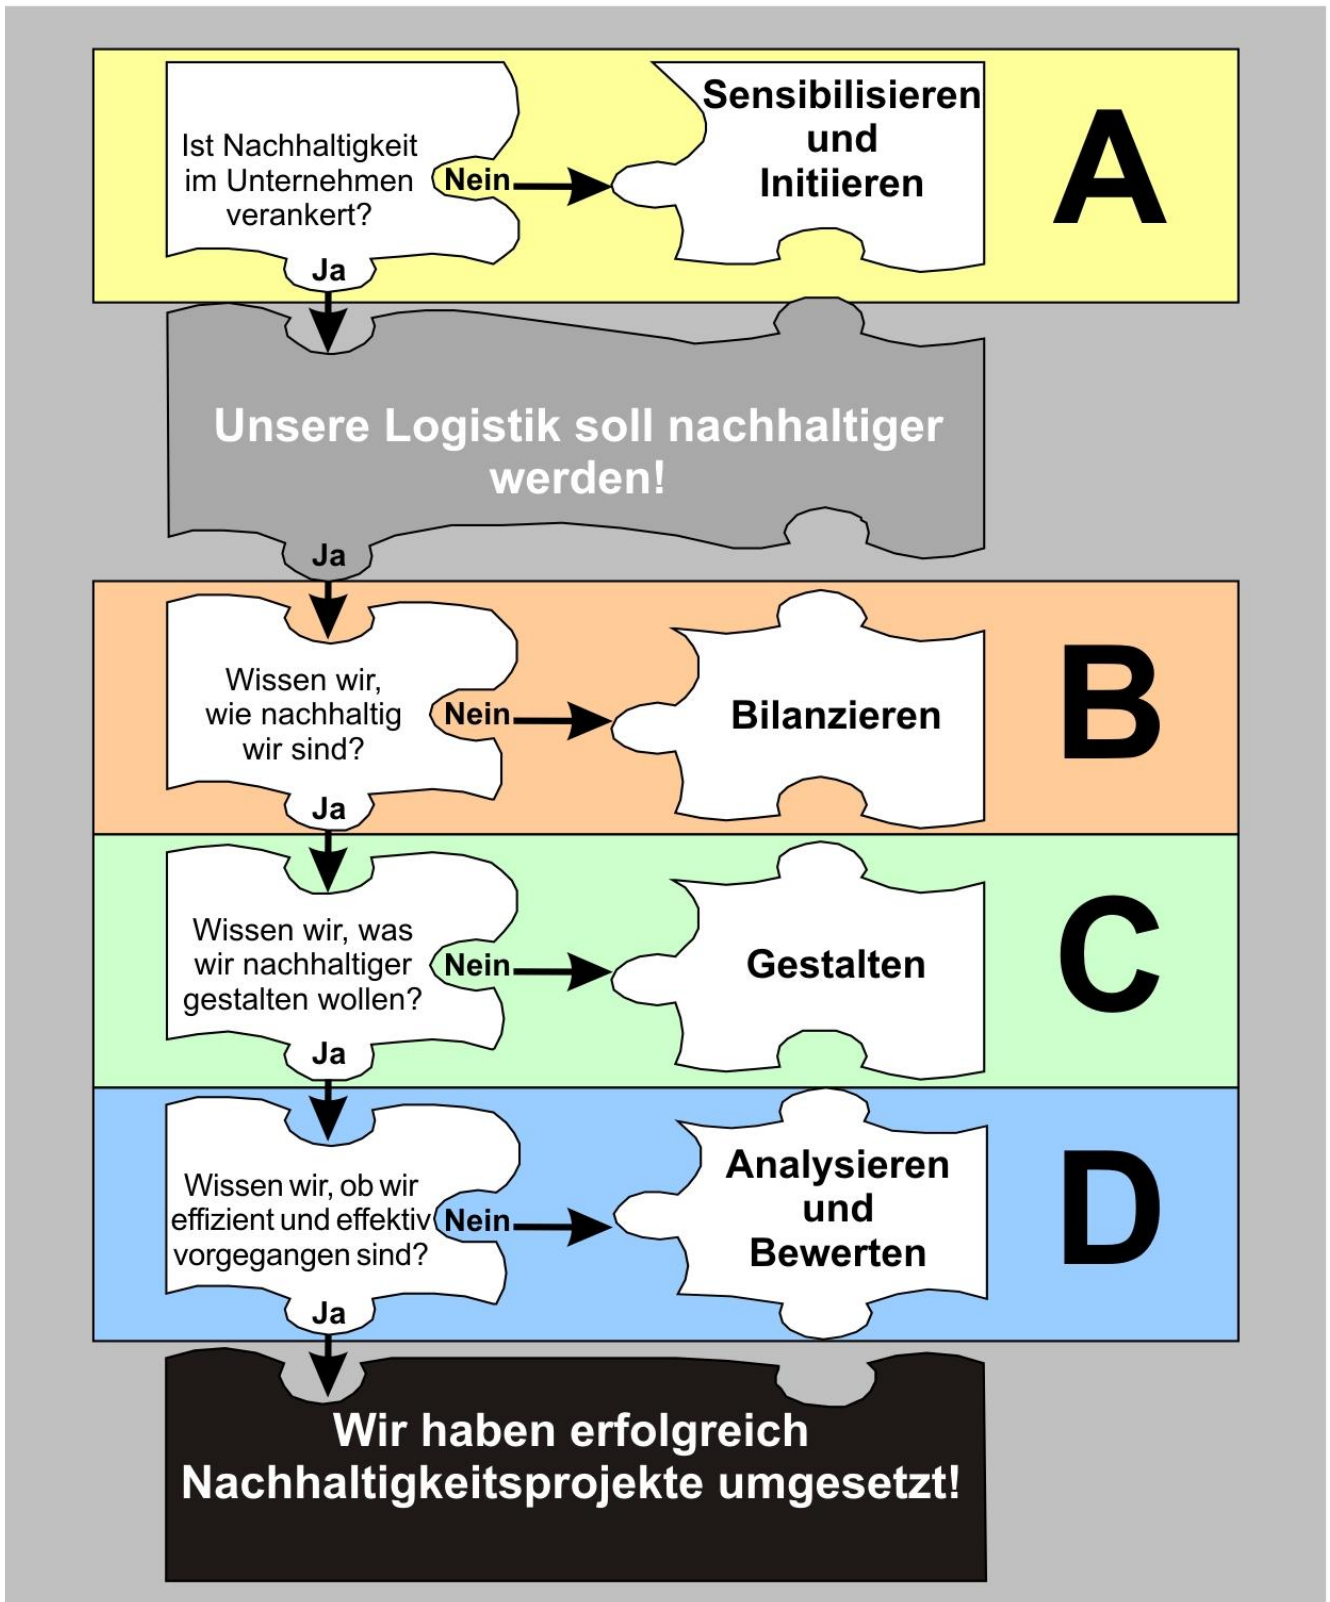 Ist Nachhaltigkeit
im Unternehmen
verankert?
Nein
Sensibilisieren
und
Initiieren
A
Ja
Unsere Logistik soll nachhaltiger
werden!
Ja
Wissen wir,
wie nachhaltig
wir sind?
Nein
Bilanzieren
B
Ja
Wissen wir, was
wir nachhaltiger
gestalten wollen?
Nein
Gestalten
C
Ja
Wissen wir, ob wir
effizient und effektiv
vorgegangen sind?
Nein
Analysieren
und
Bewerten
D
Ja
Wir haben erfolgreich
Nachhaltigkeitsprojekte umgesetzt!